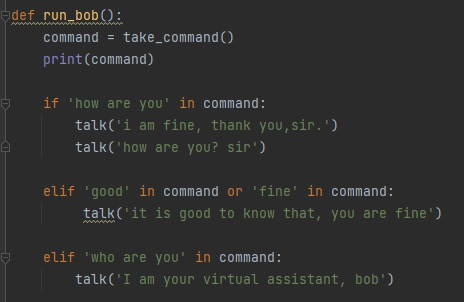 def run_bob():
    command = take_command()
    print(command)

    if 'how are you' in command:
        talk('i am fine, thank you,sir.')
        talk('how are you? sir')

    elif 'good' in command or 'fine' in command:
         talk('it is good to know that, you are fine')

    elif 'who are you' in command:
        talk('I am your virtual assistant, bob')